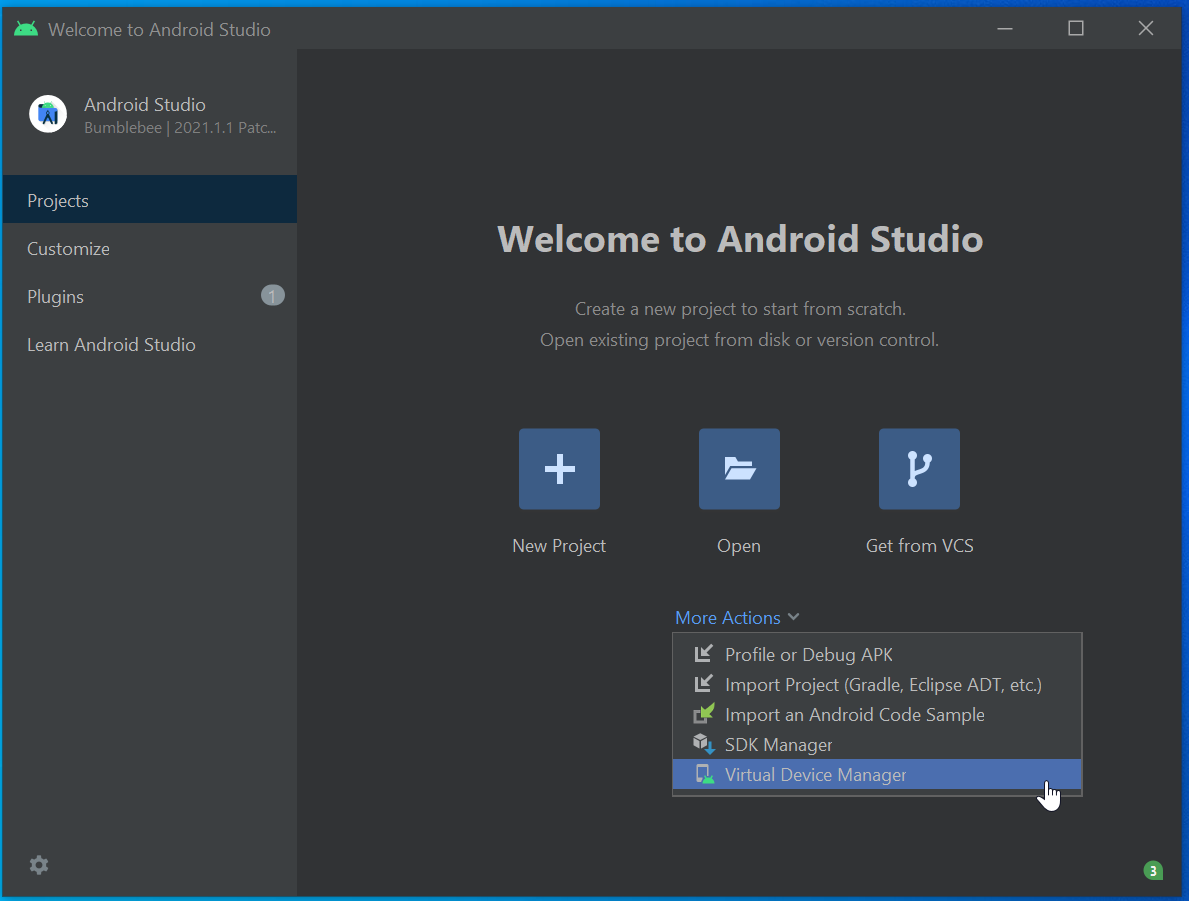 Welcome to Android Studio
Android Studio
Bumblebee | 2021.1.1 Patc...
Projects
Customize
Plugins
1
Learn Android Studio
Welcome to Android Studio
Create a new project to start from scratch.
Open existing project from disk or version control.
New Project
Open
Get from VCS
More Actions
Profile or Debug APK
Import Project (Gradle, Eclipse ADT, etc.)
Import an Android Code Sample
SDK Manager
Virtual Device Manager
3